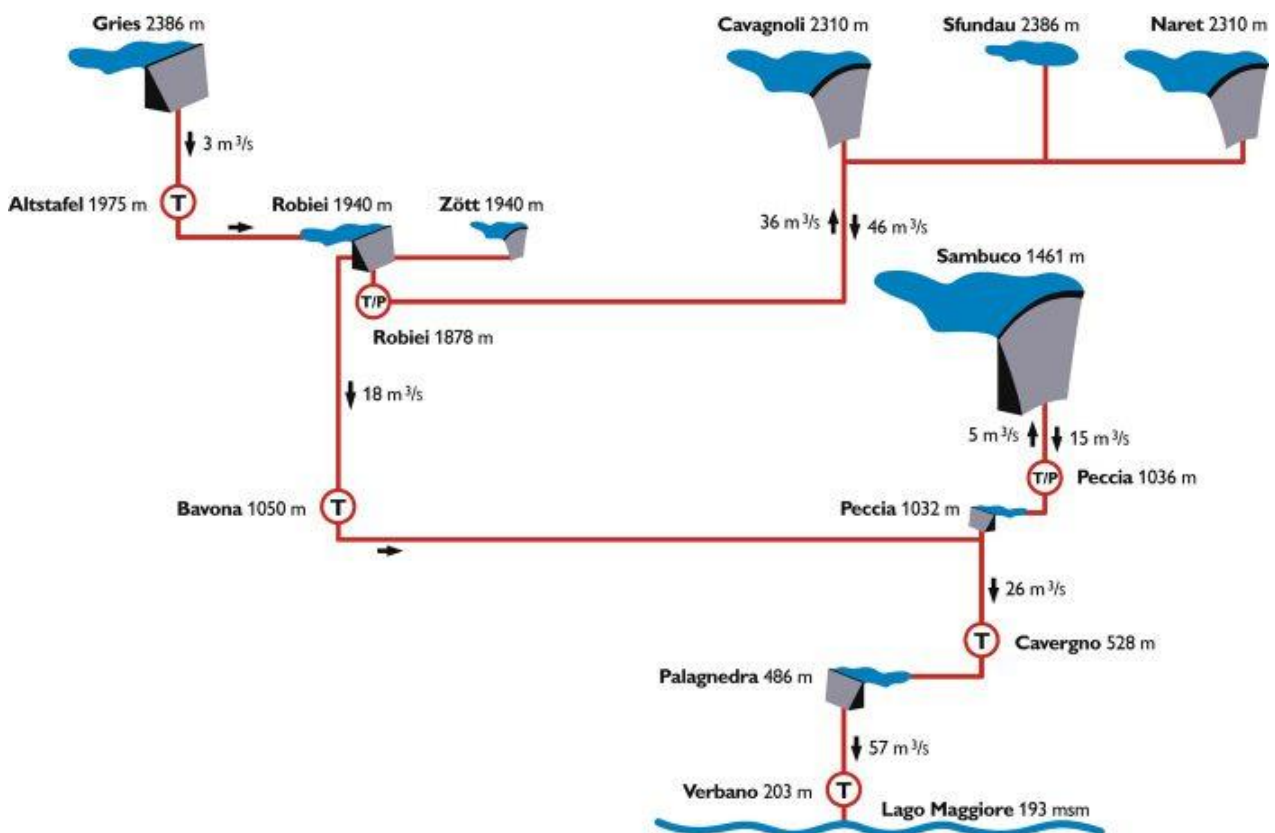 Gries 2386 m
Cavagnoli 2310 m
Sfundau 2386 m
Naret 2310 m
3 m³/s
Altstafel 1975 m
T
Robiei 1940 m
Zött 1940 m
36 m³/s
46 m³/s
Sambuco 1461 m
T/P
Robiei 1878 m
18 m³/s
5 m³/s
15 m³/s
T/P
Peccia 1036 m
Bavona 1050 m
T
Peccia 1032 m
26 m³/s
T
Cavergno 528 m
Palagnedra 486 m
57 m³/s
Verbano 203 m
T
Lago Maggiore 193 msm